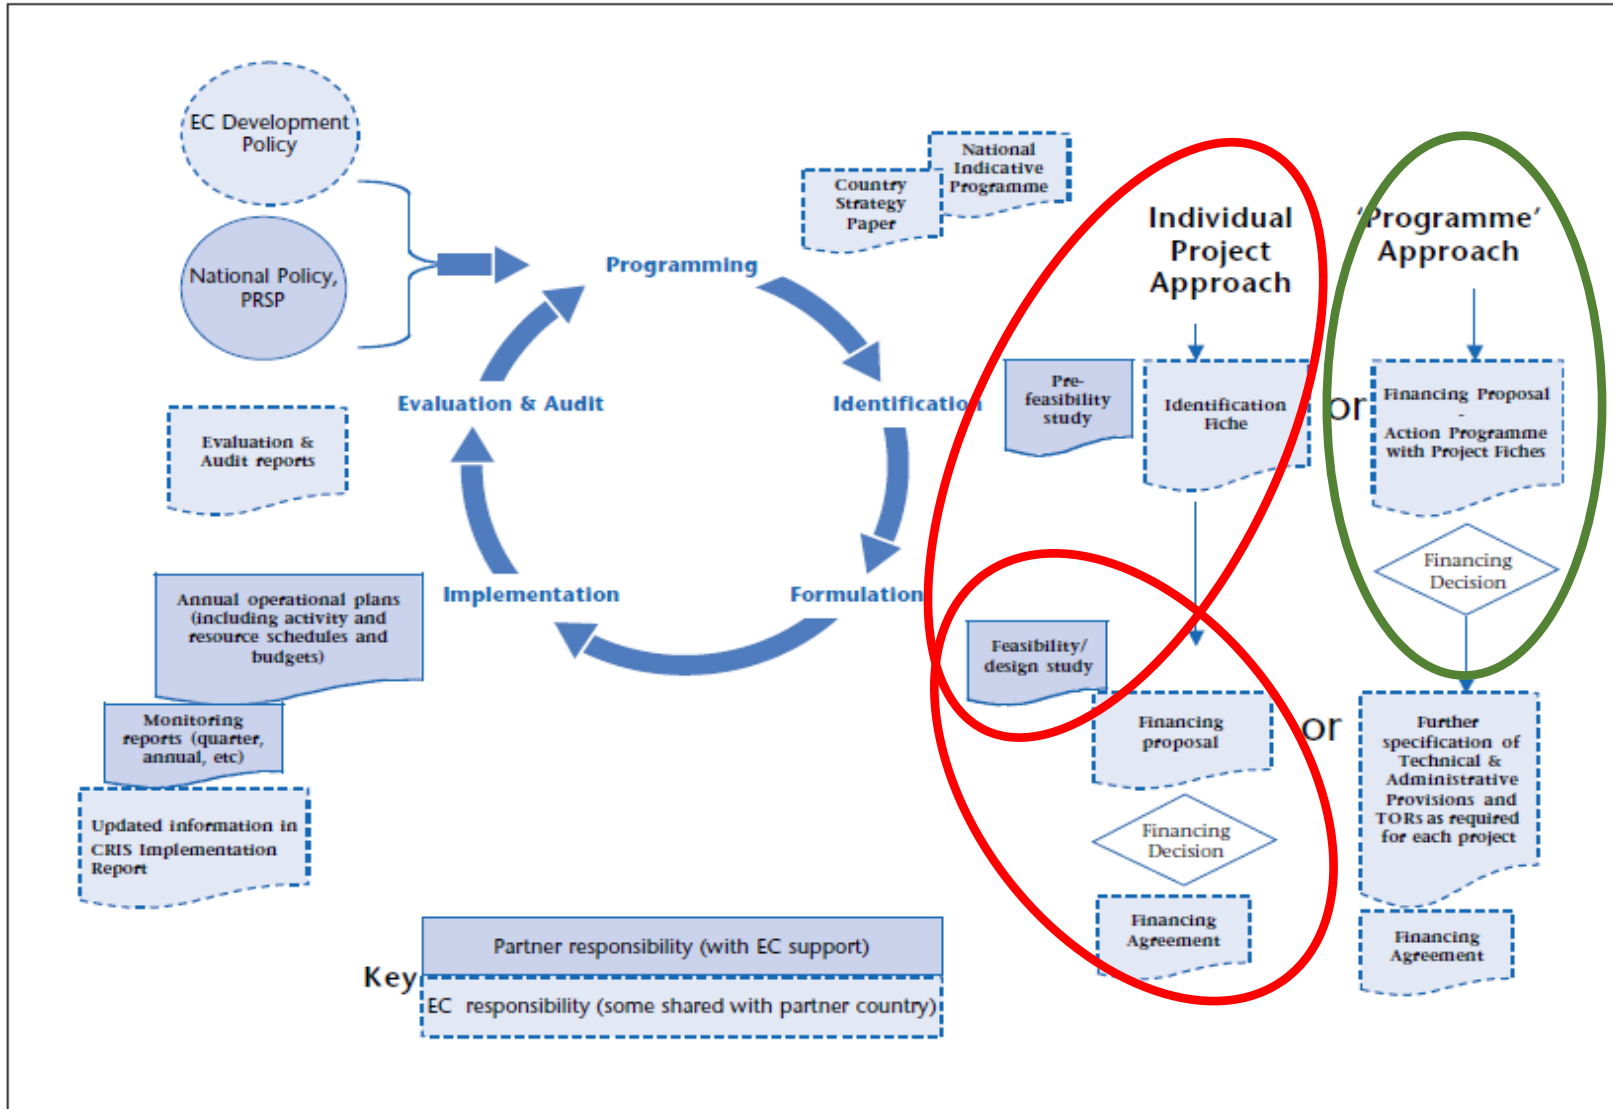 EC Development
Policy
National Policy,
PRSP
Programming
National
Indicative
Programme
Country
Strategy
Paper
Evaluation & Audit
Identification
Evaluation &
Audit reports
Implementation
Formulation
Annual operational plans
(including activity and
resource schedules and
budgets)
Monitoring
reports (quarter,
annual, etc)
Updated information in
CRIS Implementation
Report
Individual
Project
Approach
Pre-
feasibility
study
Identification
Fiche
or
'Programme'
Approach
Financing Proposal
-
Action Programme
with Project Fiches
Financing
Decision
Feasibility/
design study
Financing
proposal
or
Further
specification of
Technical &
Administrative
Provisions and
TORs as required
for each project
Financing
Decision
Financing
Agreement
Financing
Agreement
Key
Partner responsibility (with EC support)
EC responsibility (some shared with partner country)